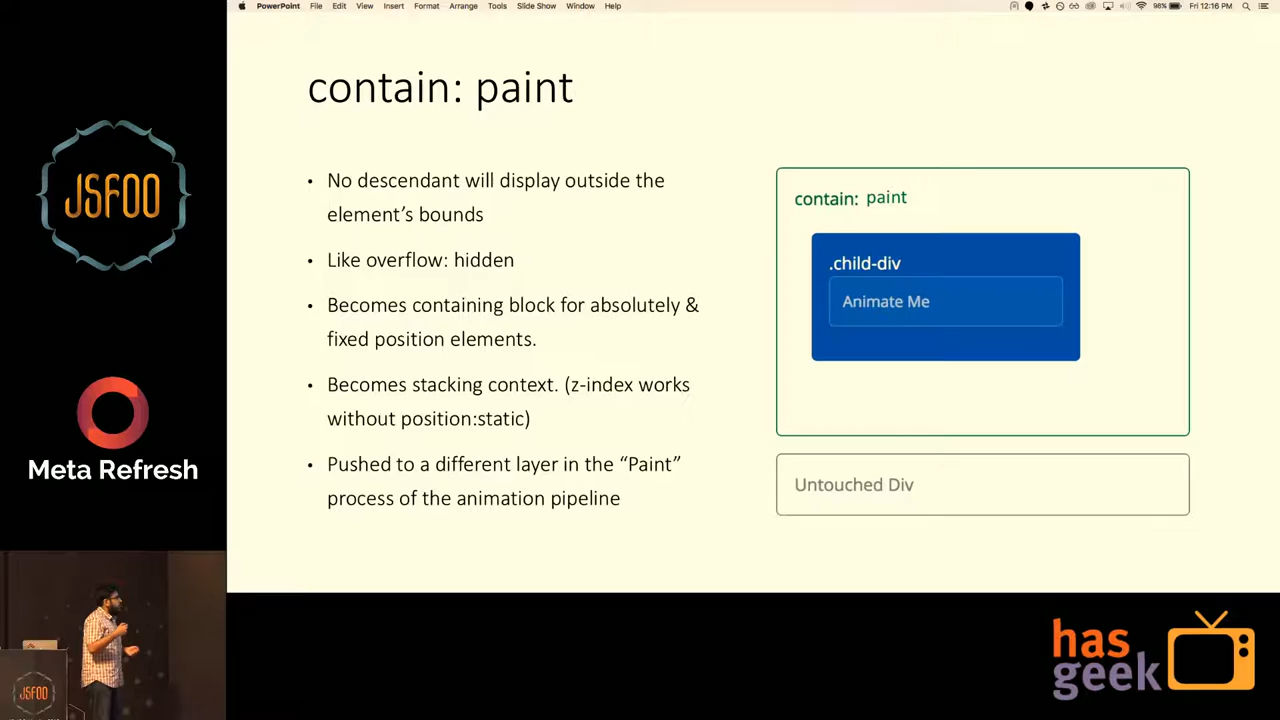 PowerPoint File Edit View Insert Format Arrange Tools Slide Show Window Help
96% Fri 12:16 PM
contain: paint
• No descendant will display outside the
element’s bounds
• Like overflow: hidden
• Becomes containing block for absolutely &
fixed position elements.
• Becomes stacking context. (z-index works
without position:static)
• Pushed to a different layer in the “Paint”
process of the animation pipeline
contain: paint
.child-div
Animate Me
Untouched Div
JSFOO
Meta Refresh
JSFOO
has
geek